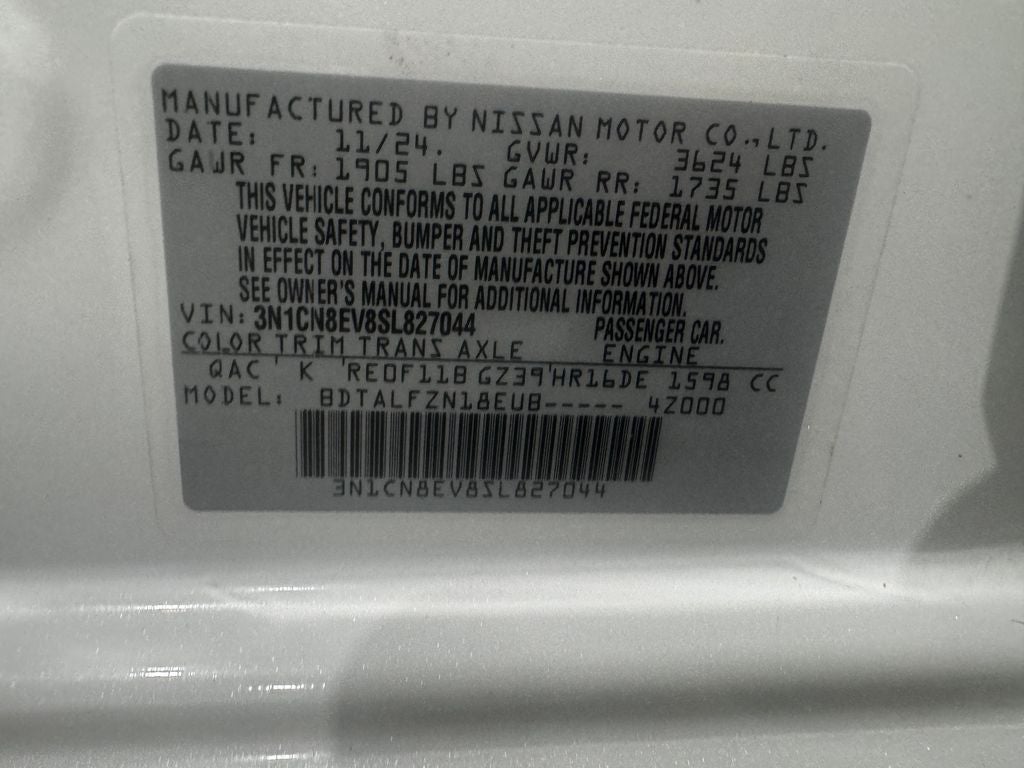 MANUFACTURED BY NISSAN MOTOR CO.,LTD.
DATE: 11/24. GVWR: 3624 LBS
GAWR FR: 1905 LBS GAWR RR: 1735 LBS
THIS VEHICLE CONFORMS TO ALL APPLICABLE FEDERAL MOTOR
VEHICLE SAFETY, BUMPER AND THEFT PREVENTION STANDARDS
IN EFFECT ON THE DATE OF MANUFACTURE SHOWN ABOVE.
SEE OWNER'S MANUAL FOR ADDITIONAL INFORMATION.
VIN: 3N1CN8EV8SL827044 PASSENGER CAR.
COLOR TRIM TRANS AXLE ENGINE
QAC ' K 'RE0F11B GZ39'HR16DE 1598 CC
MODEL: BDTALFZN18EUB----- 4Z000
3N1CN8EV8SL827044